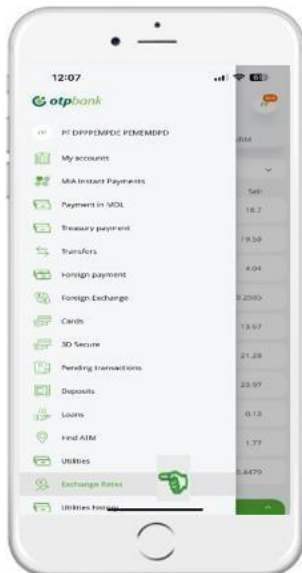 12:07
otpbank
My accounts
MIA Instant Payments
Payment in MDL
Treasury payment
Transfers
Foreign payment
Foreign Exchange
Cards
3D Secure
Pending transactions
Deposits
Loans
Find ATM
Utilities
Exchange Rates
Utilities history
Sell
18.7
19.58
4.04
13.67
21.28
23.97
0.13
1.77